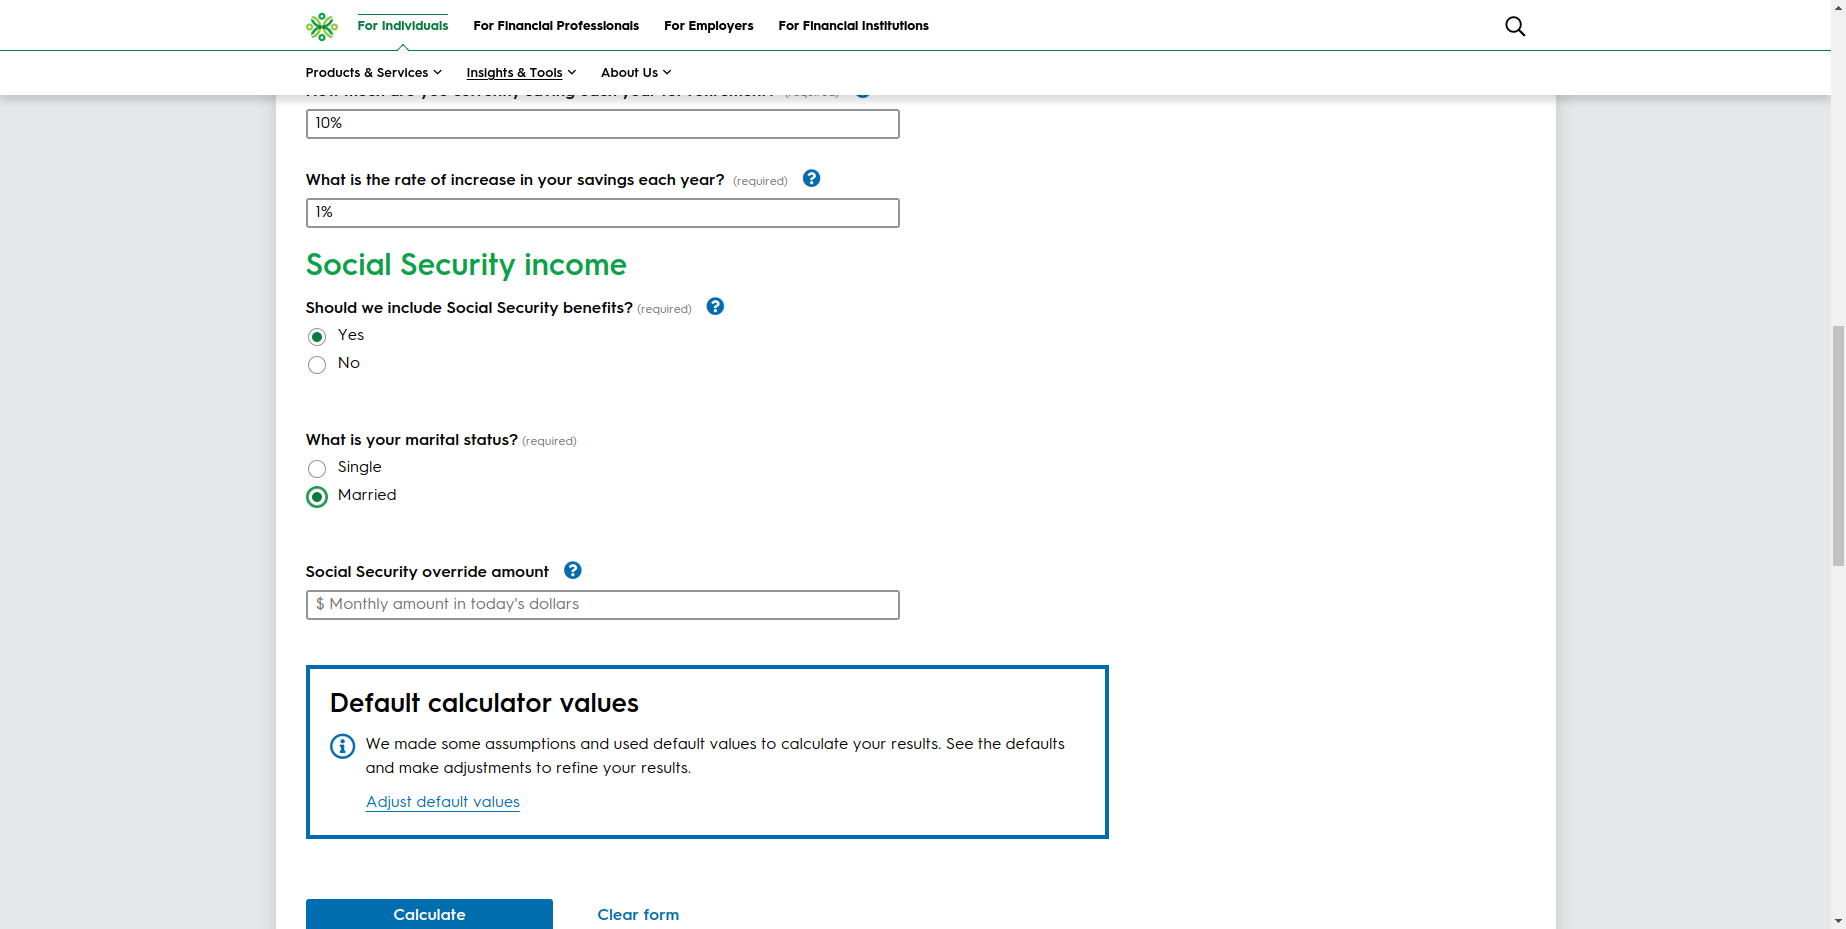 For Individuals For Financial Professionals For Employers For Financial Institutions
Products & Services Insights & Tools About Us
10%
What is the rate of increase in your savings each year? (required)
1%
Social Security income
Should we include Social Security benefits? (required)
Yes
No
What is your marital status? (required)
Single
Married
Social Security override amount
$ Monthly amount in today's dollars
Default calculator values
We made some assumptions and used default values to calculate your results. See the defaults
and make adjustments to refine your results.
Adjust default values
Calculate Clear form